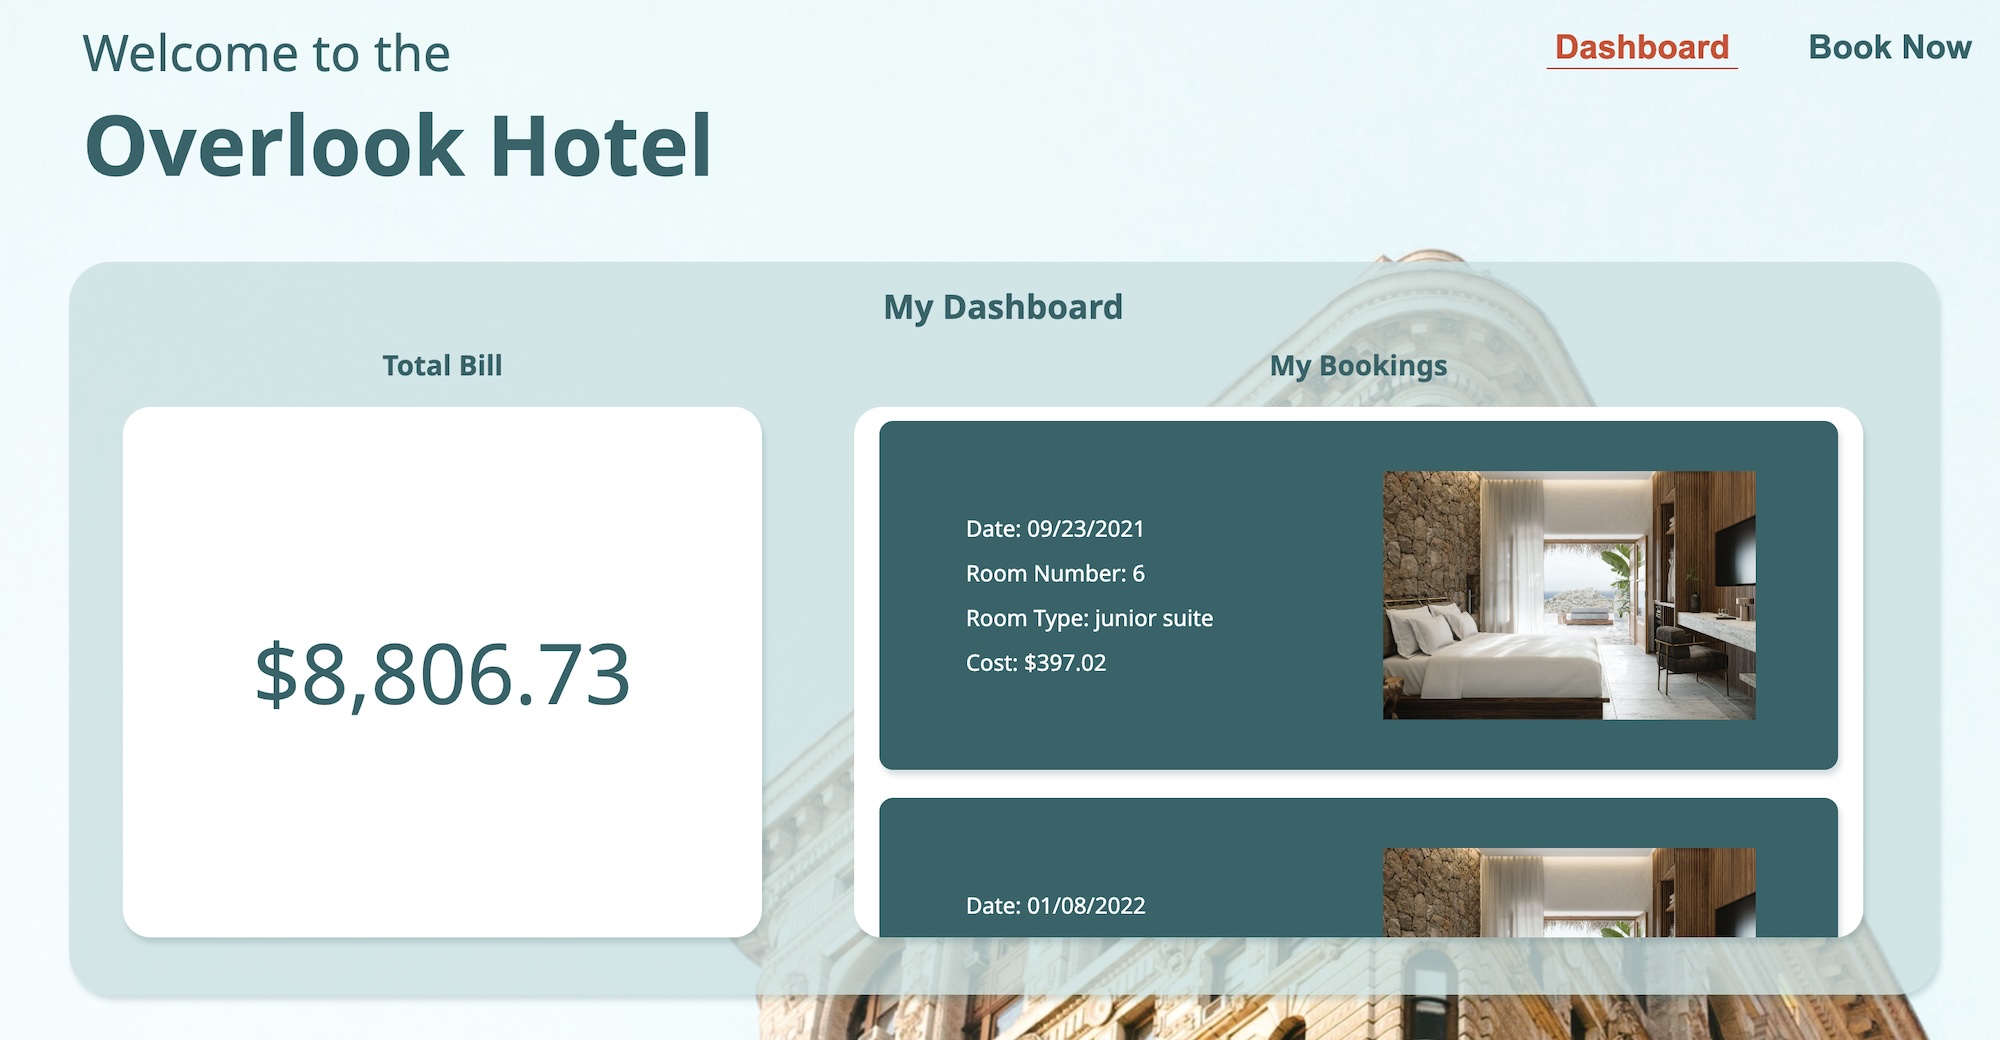 Welcome to the
Overlook Hotel
Dashboard
Book Now
My Dashboard
Total Bill
$8,806.73
My Bookings
Date: 09/23/2021
Room Number: 6
Room Type: junior suite
Cost: $397.02
Date: 01/08/2022